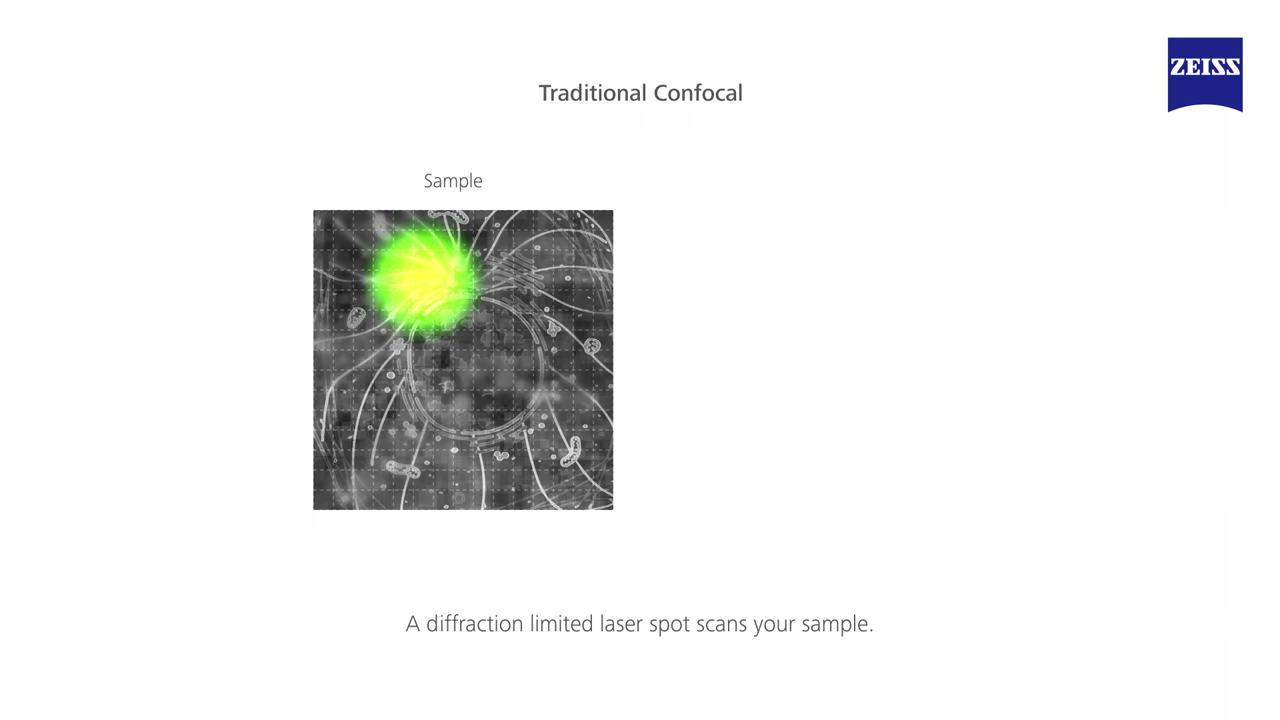 ZEISS
Traditional Confocal
Sample
A diffraction limited laser spot scans your sample.